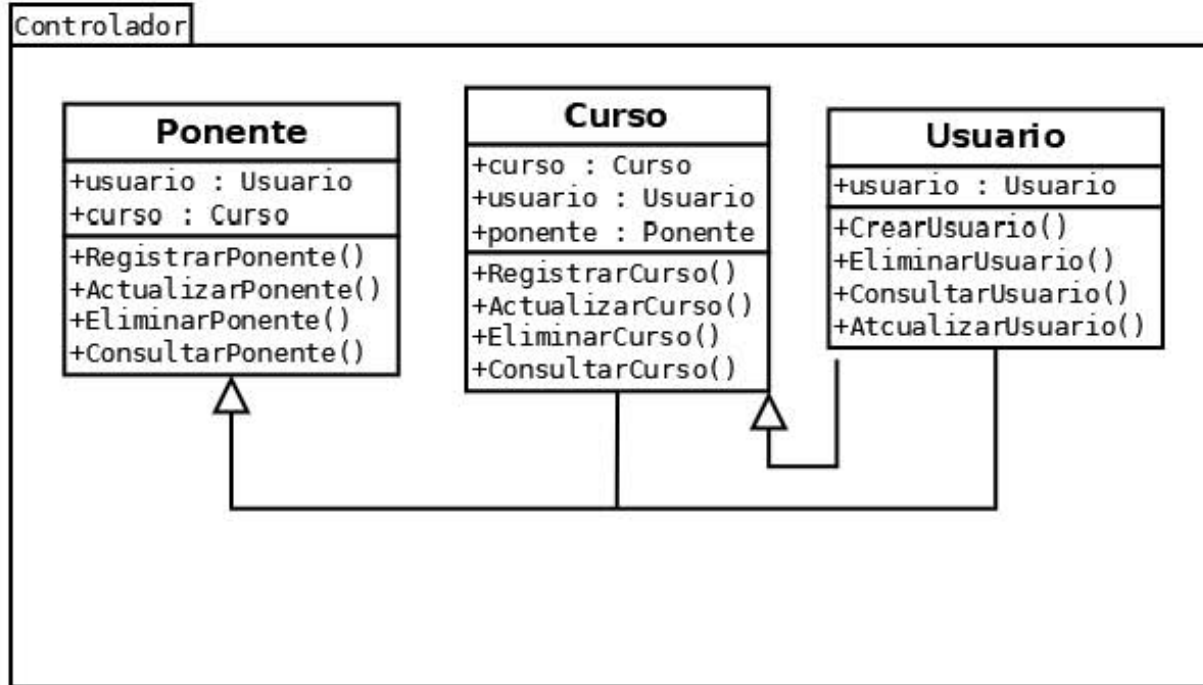 Controlador
Ponente
+usuario : Usuario
+curso : Curso
+RegistrarPonente()
+ActualizarPonente()
+EliminarPonente()
+ConsultarPonente()
Curso
+curso : Curso
+usuario : Usuario
+ponente : Ponente
+RegistrarCurso()
+ActualizarCurso()
+EliminarCurso()
+ConsultarCurso()
Usuario
+usuario : Usuario
+CrearUsuario()
+EliminarUsuario()
+ConsultarUsuario()
+AtcualizarUsuario()